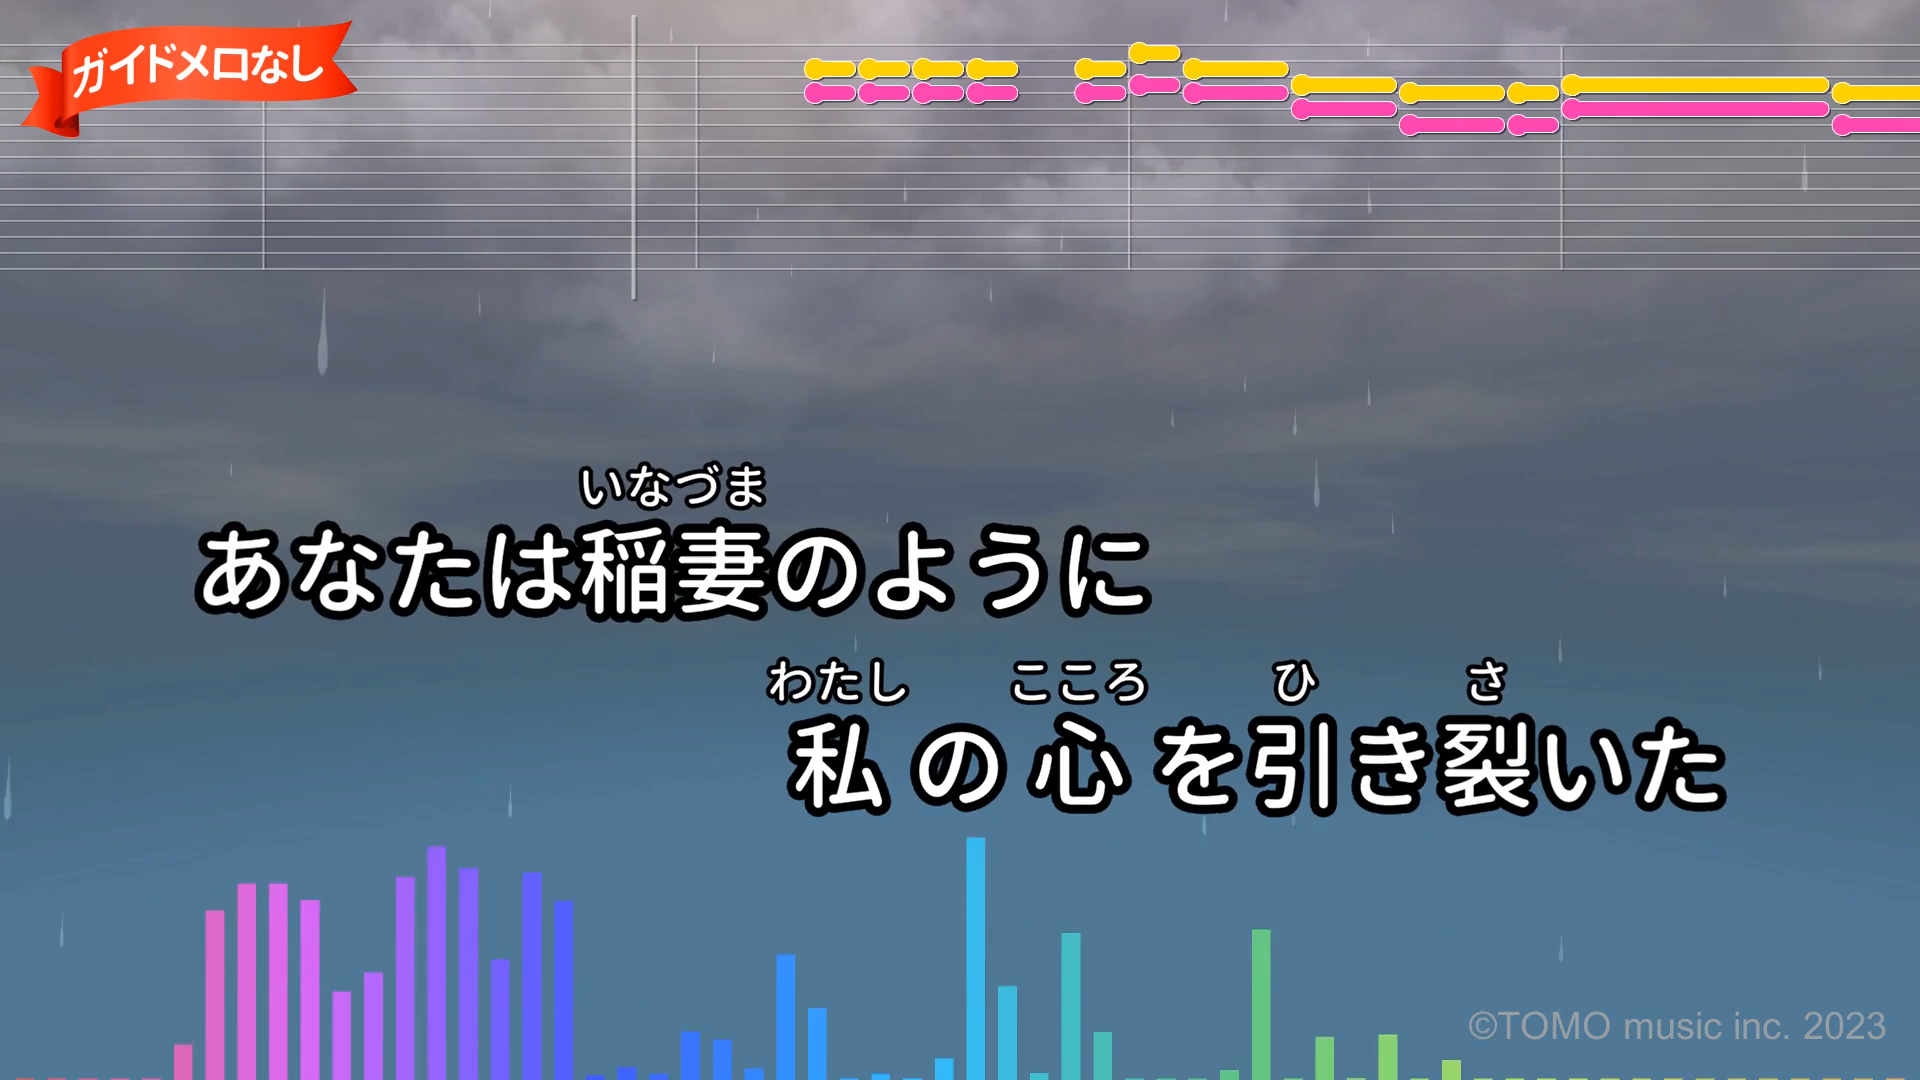 ガイドメロなし
いなづま
あなたは稲妻のように
わたし こころ ひ さ
私の心を引き裂いた
©TOMO music inc. 2023